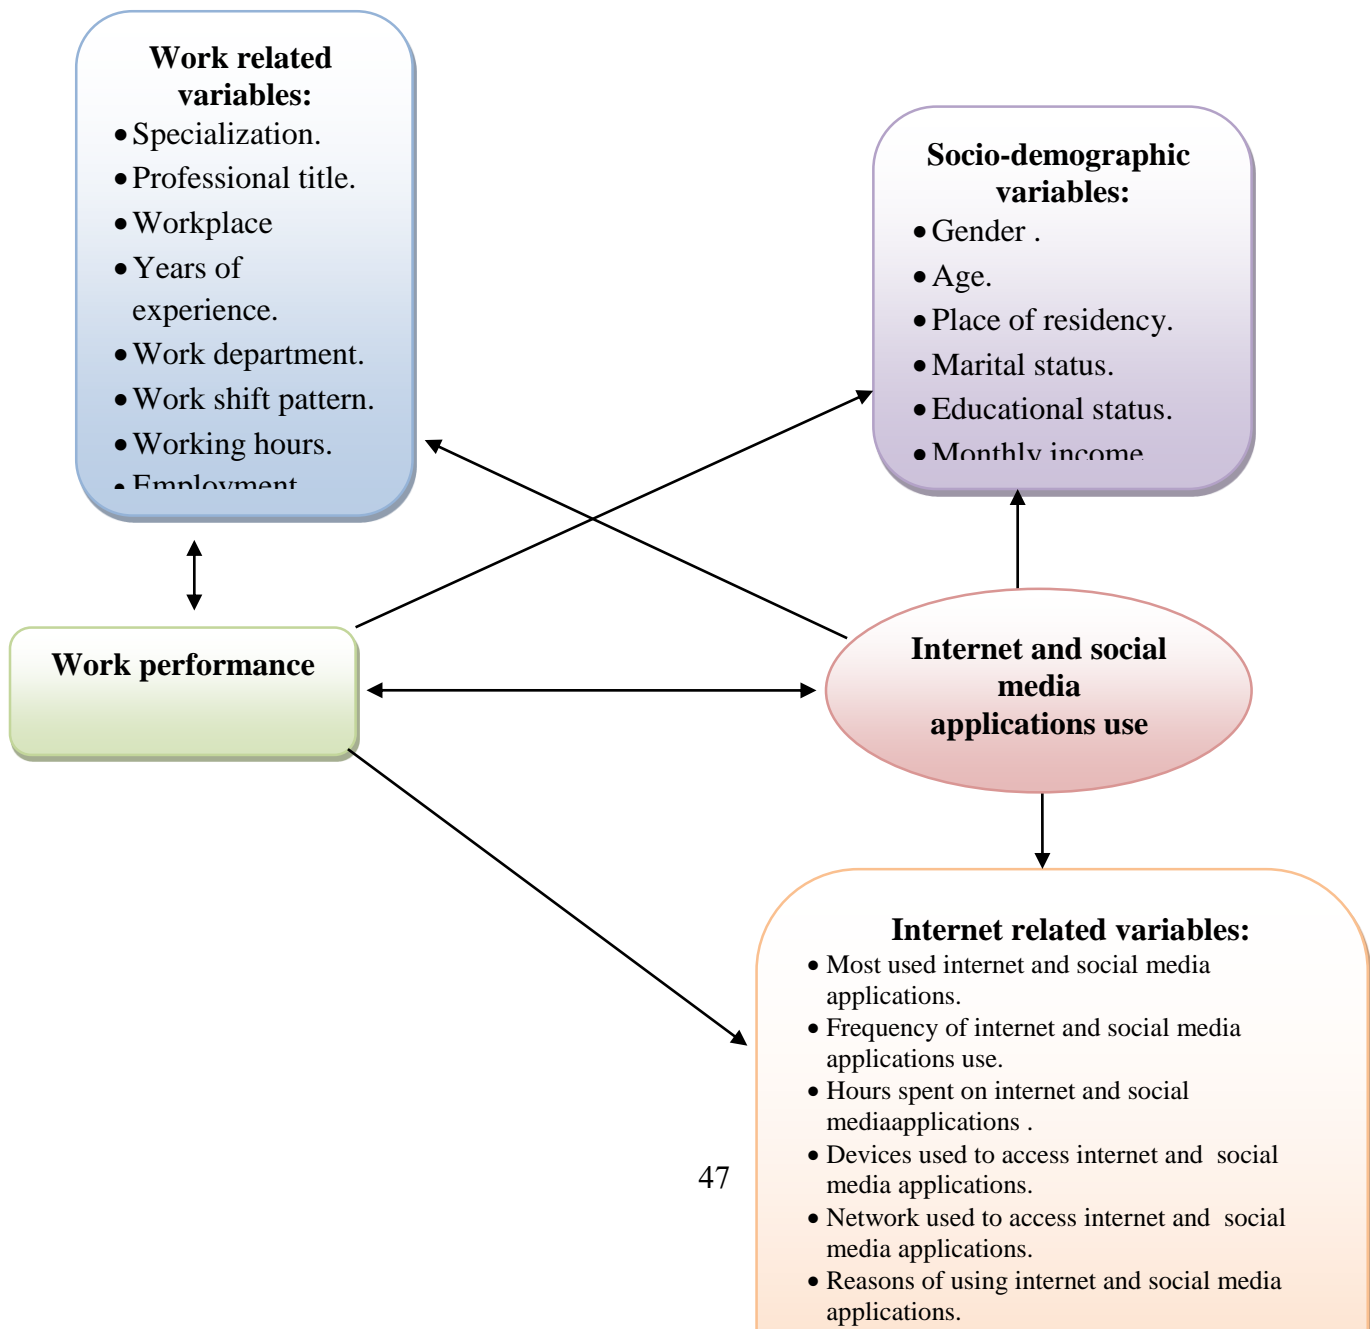 Work related
variables:
• Specialization.
• Professional title.
• Workplace
• Years of
experience.
• Work department.
• Work shift pattern.
• Working hours.
• Employment
Socio-demographic
variables:
• Gender .
• Age.
• Place of residency.
• Marital status.
• Educational status.
• Monthly income
Work performance
Internet and social
media
applications use
Internet related variables:
• Most used internet and social media
applications.
• Frequency of internet and social media
applications use.
• Hours spent on internet and social
mediaapplications .
• Devices used to access internet and  social
media applications.
• Network used to access internet and  social
media applications.
• Reasons of using internet and social media
applications.
47